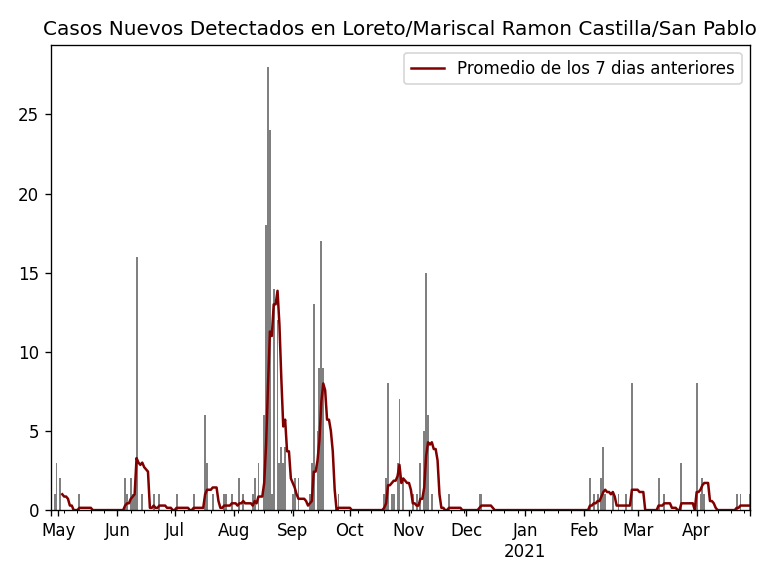 Casos Nuevos Detectados en Loreto/Mariscal Ramon Castilla/San Pablo
Promedio de los 7 dias anteriores
25
20
15
10
5
0
May Jun Jul Aug Sep Oct Nov Dec Jan Feb Mar Apr
2021